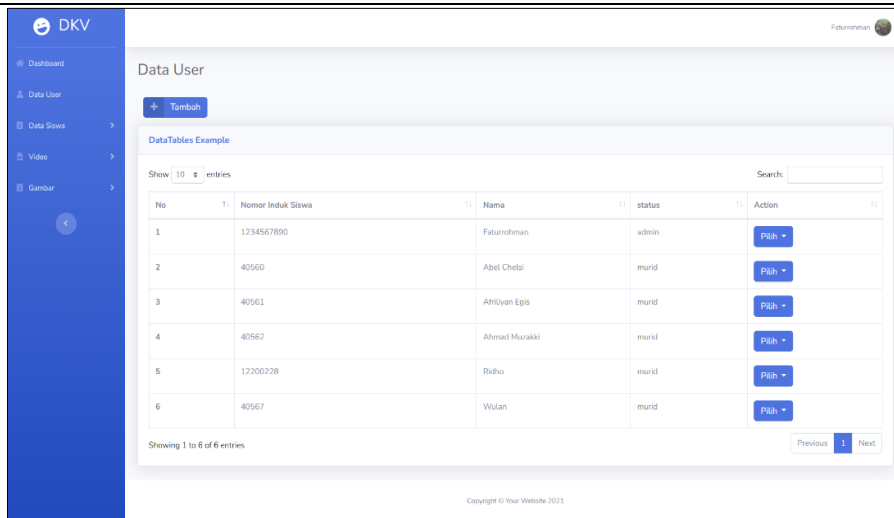 DKV
Faturrohman
Dashboard
Data User
Data Siswa
Video
Gambar
Data User
Tambah
DataTables Example
Show 10 entries
Search:
No Nomor Induk Siswa Nama status Action
1 1234567890 Faturrohman admin Pilih
2 40560 Abel Chelsi murid Pilih
3 40561 Afriliyan Egis murid Pilih
4 40562 Ahmad Muzakki murid Pilih
5 12200228 Ridho murid Pilih
6 40567 Wulan murid Pilih
Showing 1 to 6 of 6 entries
Previous 1 Next
Copyright © Your Website 2021